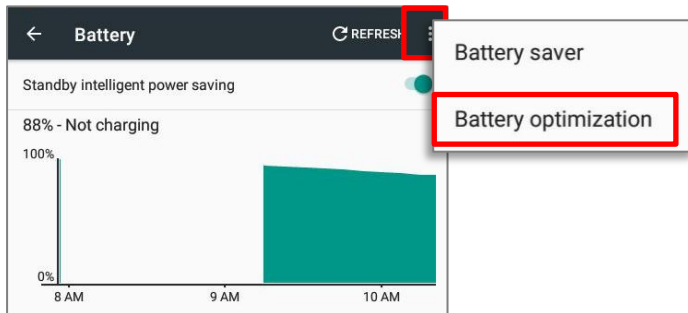 Battery
REFRESH
Battery saver
Standby intelligent power saving
Battery optimization
88% - Not charging
100%
0%
8 AM
9 AM
10 AM